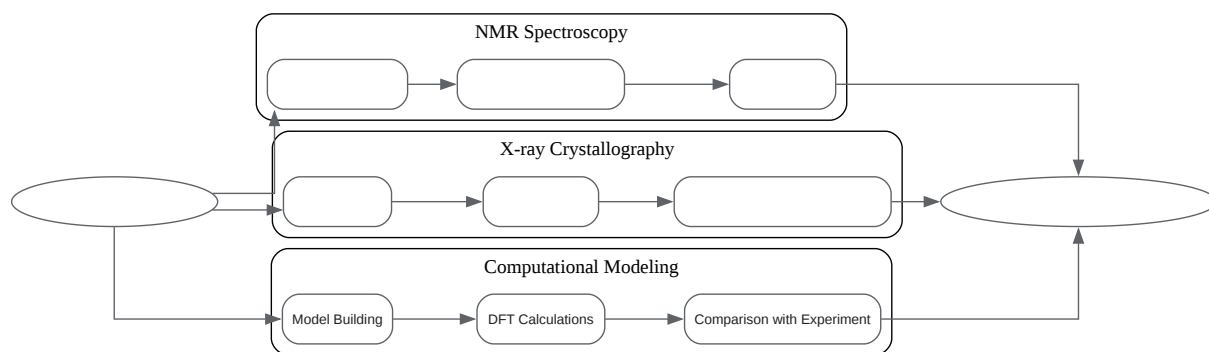 NMR Spectroscopy
X-ray Crystallography
Computational Modeling
Model Building
DFT Calculations
Comparison with Experiment